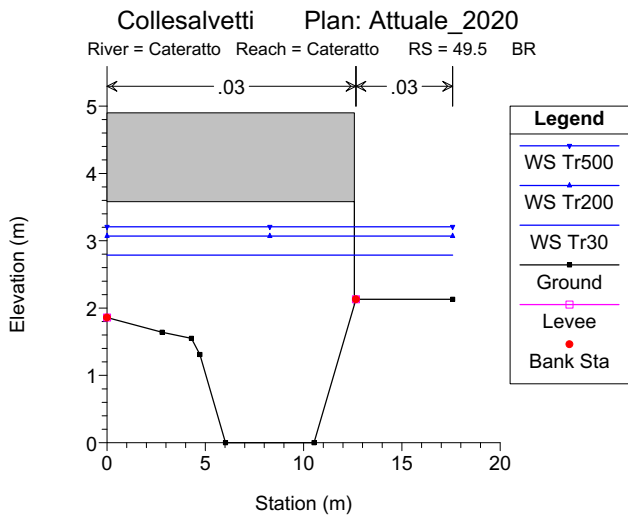 Collesalvetti Plan: Attuale_2020
River = Cateratto Reach = Cateratto RS = 49.5 BR
.03 .03
5
4
3
2
1
0
Elevation (m)
0 5 10 15 20
Station (m)
Legend
WS Tr500
WS Tr200
WS Tr30
Ground
Levee
Bank Sta